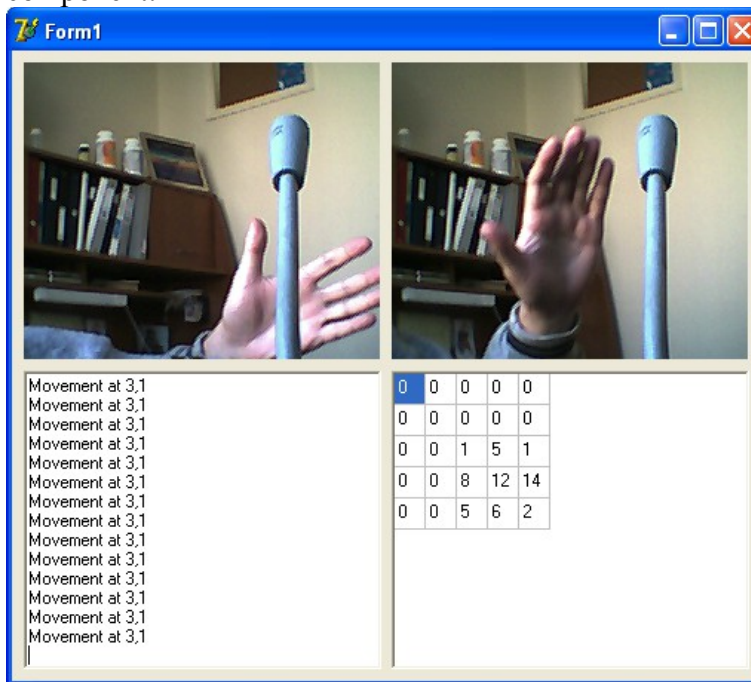 Form1
Movement at 3,1
Movement at 3,1
Movement at 3,1
Movement at 3,1
Movement at 3,1
Movement at 3,1
Movement at 3,1
Movement at 3,1
Movement at 3,1
Movement at 3,1
Movement at 3,1
Movement at 3,1
Movement at 3,1
Movement at 3,1
0 0 0 0 0
0 0 0 0 0
0 0 1 5 1
0 0 8 12 14
0 0 5 6 2